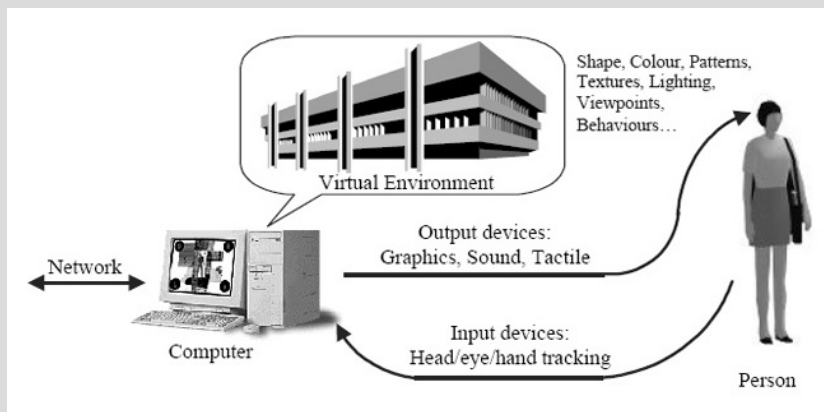 Shape, Colour, Patterns,
Textures, Lighting,
Viewpoints,
Behaviours…
Virtual Environment
Output devices:
Graphics, Sound, Tactile
Network
Input devices:
Head/eye/hand tracking
Computer
Person